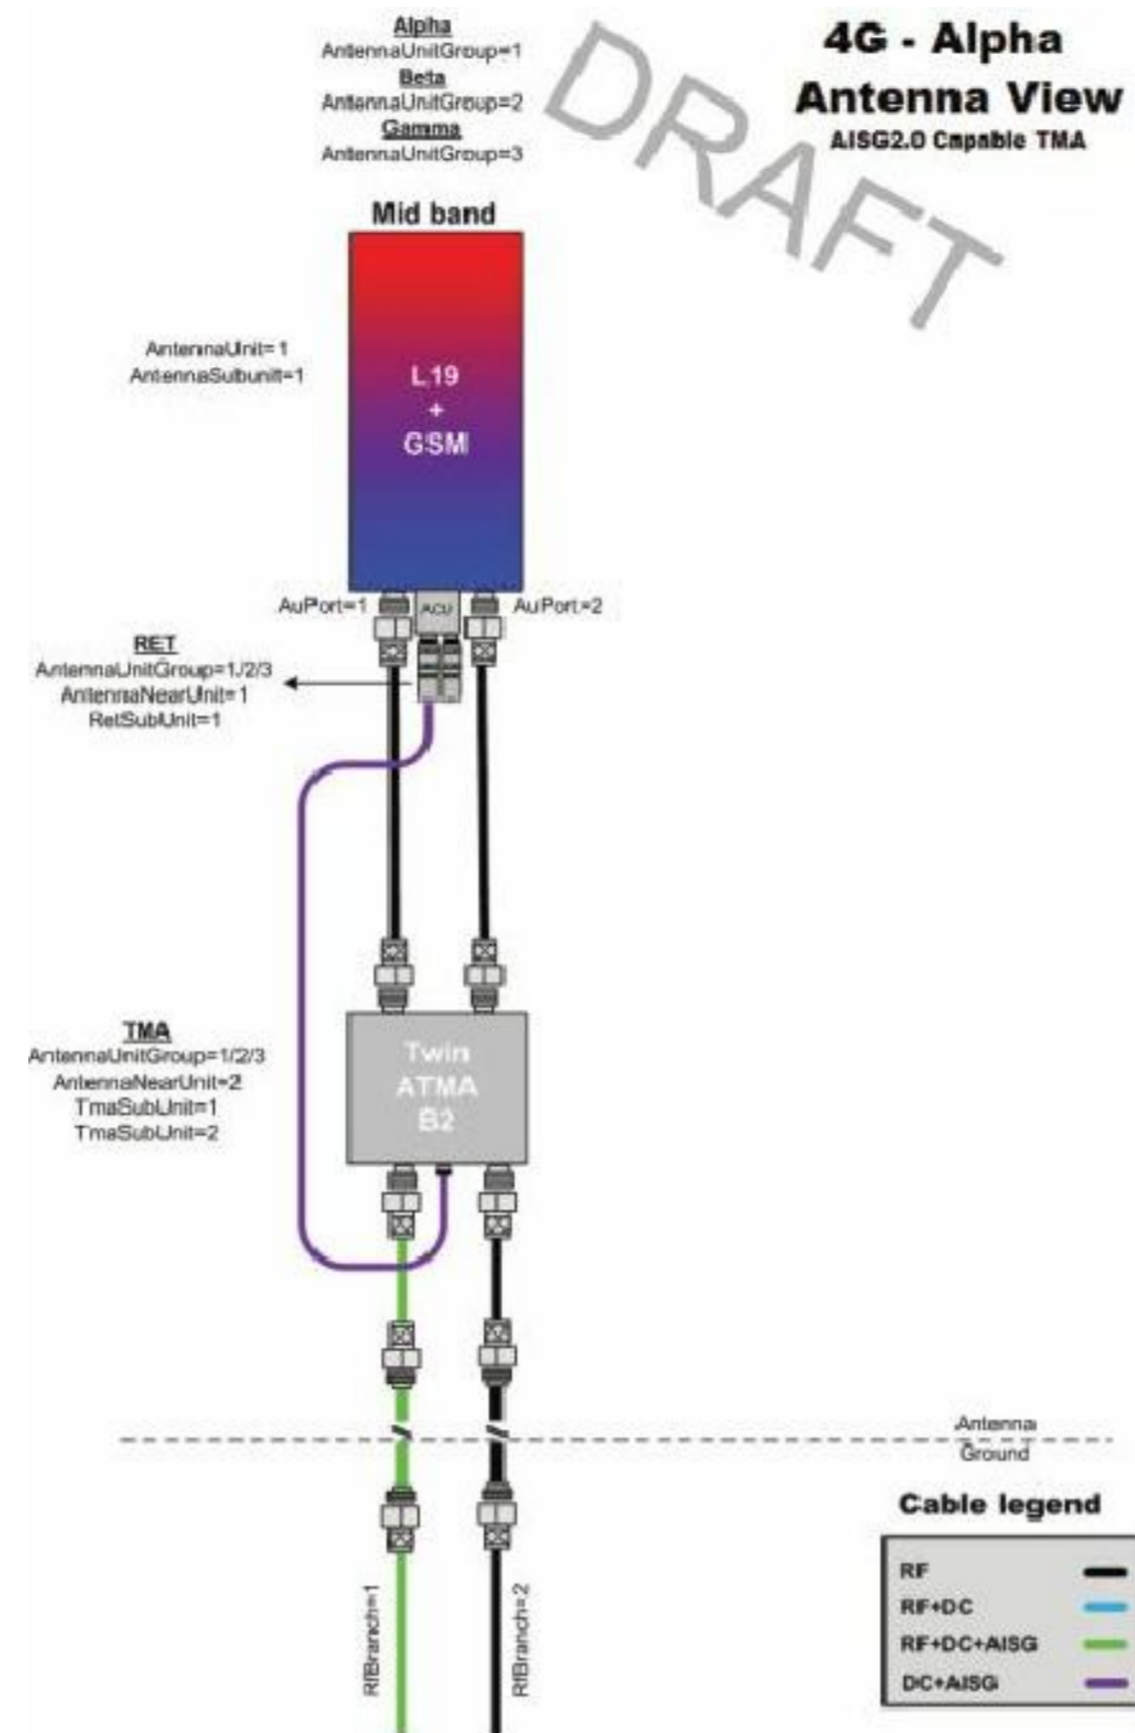 Alpha
AntennaUnitGroup=1
Beta
AntennaUnitGroup=2
Gamma
AntennaUnitGroup=3
4G - Alpha
Antenna View
AISG2.0 Capable TMA
DRAFT
Mid band
AntennaUnit=1
AntennaSubunit=1
L19
+
GSM
AuPort=1
ACU
AuPort=2
RET
AntennaUnitGroup=1/2/3
AntennaNearUnit=1
RetSubUnit=1
TMA
AntennaUnitGroup=1/2/3
AntennaNearUnit=2
TmaSubUnit=1
TmaSubUnit=2
Twin
ATMA
B2
Antenna
Ground
Cable legend
RF
RF+DC
RF+DC+AISG
DC+AISG
RfBranch=1
RfBranch=2